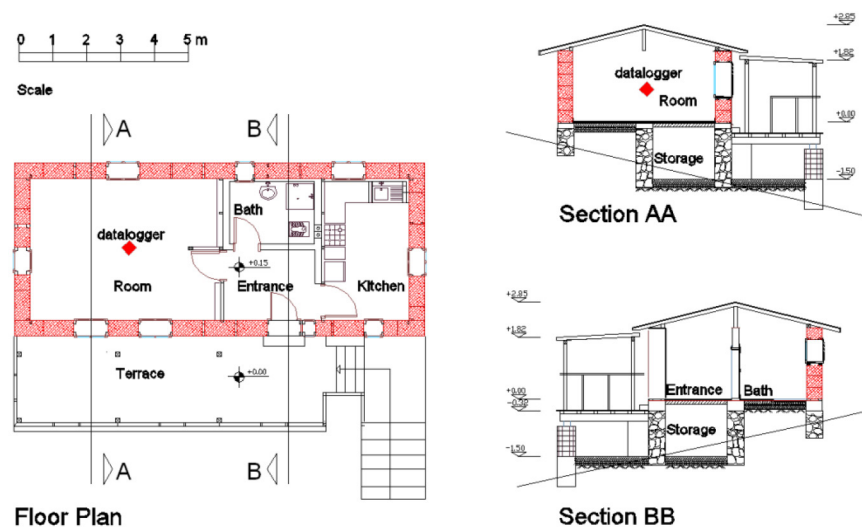 0 1 2 3 4 5 m
Scale
A B
Bath
datalogger
+0.15
Room Entrance Kitchen
Terrace
+0.00
A B
Floor Plan
+2.85
+1.82
datalogger
Room
+0.00
Storage
-1.50
Section AA
+2.85
+1.82
+0.00
Entrance Bath
Storage
-1.50
Section BB